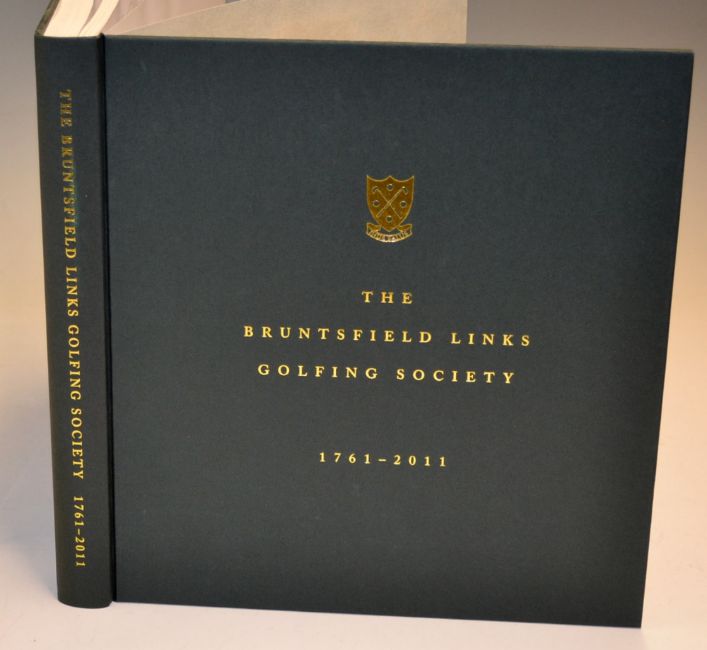 THE BRUNTSFIELD LINKS GOLFING SOCIETY 1761–2011
THE
BRUNTSFIELD LINKS
GOLFING SOCIETY
1761–2011